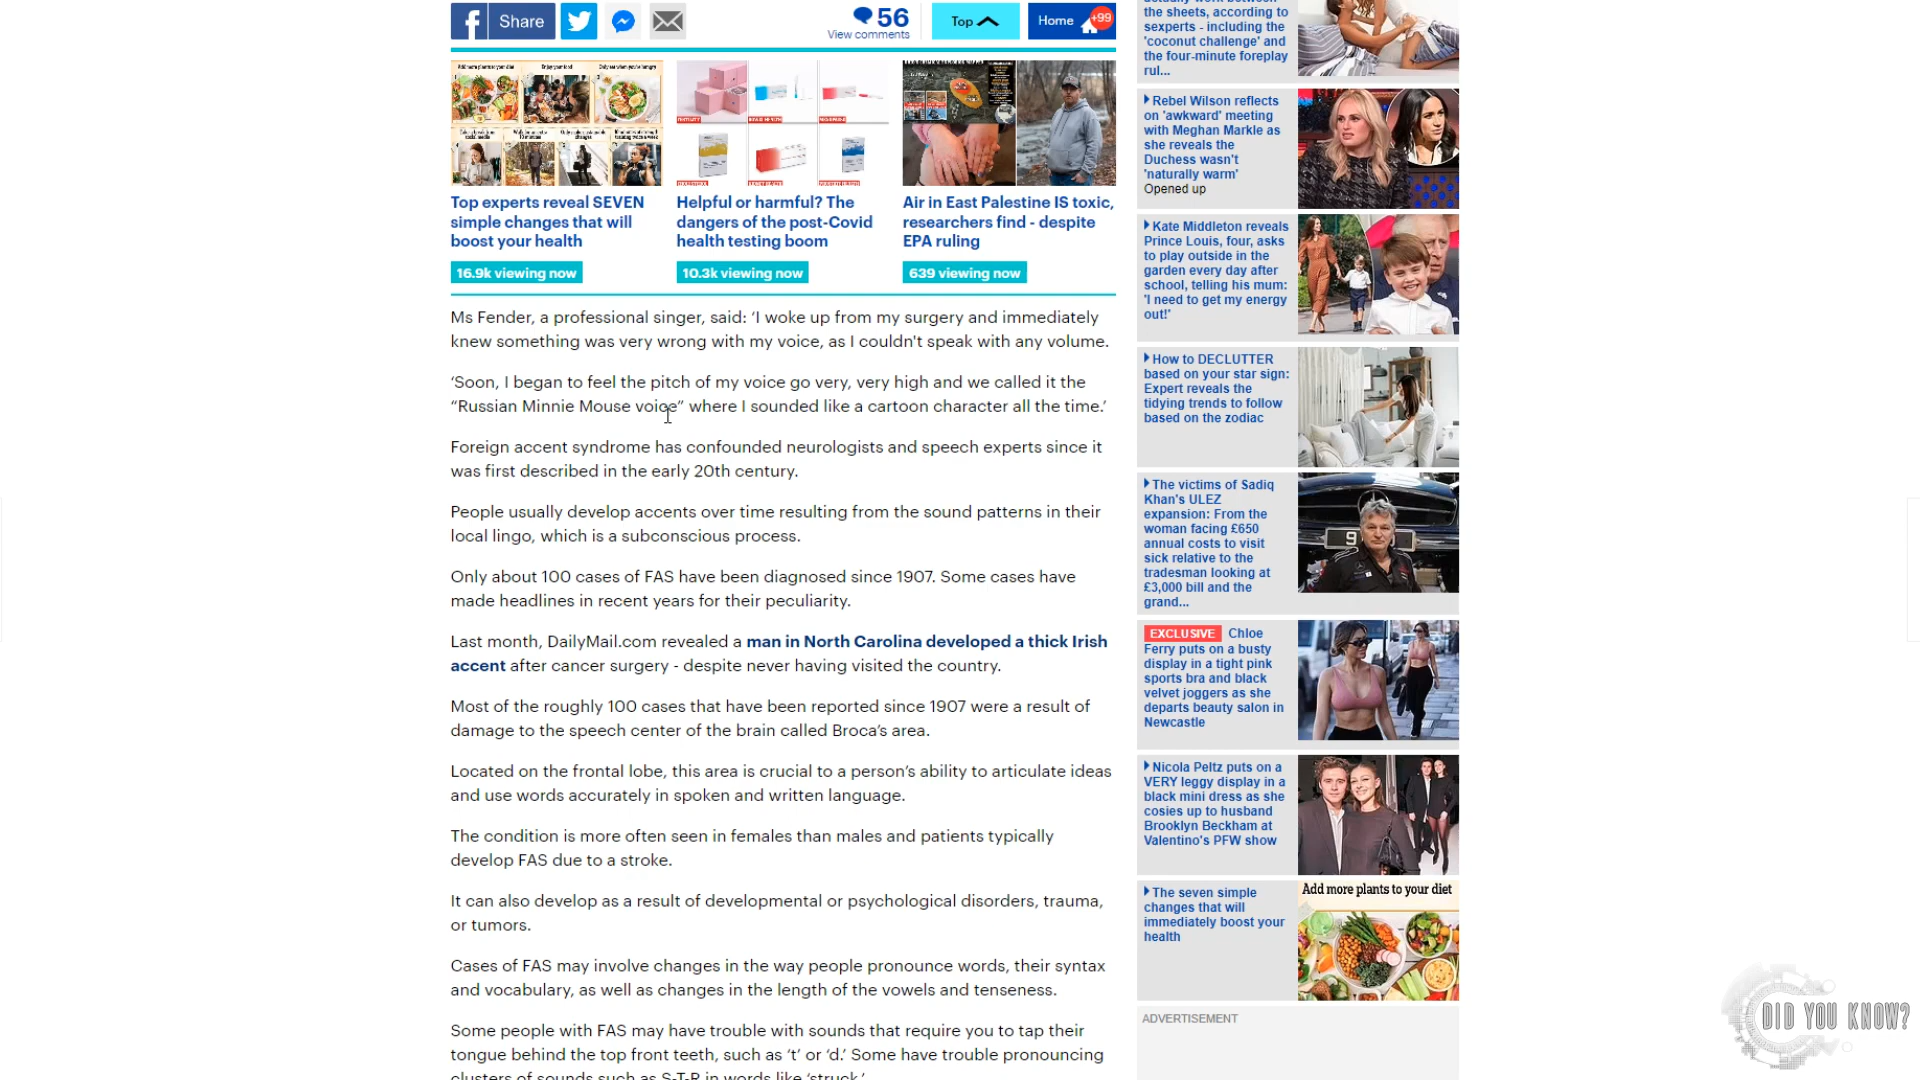 Share
56
View comments
Top
Home
+99
Top experts reveal SEVEN
simple changes that will
boost your health
16.9k viewing now
Helpful or harmful? The
dangers of the post-Covid
health testing boom
10.3k viewing now
Air in East Palestine IS toxic,
researchers find - despite
EPA ruling
639 viewing now
Ms Fender, a professional singer, said: ‘I woke up from my surgery and immediately
knew something was very wrong with my voice, as I couldn't speak with any volume.
‘Soon, I began to feel the pitch of my voice go very, very high and we called it the
“Russian Minnie Mouse voice” where I sounded like a cartoon character all the time.’
Foreign accent syndrome has confounded neurologists and speech experts since it
was first described in the early 20th century.
People usually develop accents over time resulting from the sound patterns in their
local lingo, which is a subconscious process.
Only about 100 cases of FAS have been diagnosed since 1907. Some cases have
made headlines in recent years for their peculiarity.
Last month, DailyMail.com revealed a man in North Carolina developed a thick Irish
accent after cancer surgery - despite never having visited the country.
Most of the roughly 100 cases that have been reported since 1907 were a result of
damage to the speech center of the brain called Broca’s area.
Located on the frontal lobe, this area is crucial to a person’s ability to articulate ideas
and use words accurately in spoken and written language.
The condition is more often seen in females than males and patients typically
develop FAS due to a stroke.
It can also develop as a result of developmental or psychological disorders, trauma,
or tumors.
Cases of FAS may involve changes in the way people pronounce words, their syntax
and vocabulary, as well as changes in the length of the vowels and tenseness.
Some people with FAS may have trouble with sounds that require you to tap their
tongue behind the top front teeth, such as ‘t’ or ‘d.’ Some have trouble pronouncing
clusters of sounds such as S-T-R in words like ‘struck.’
the sheets, according to
sexperts - including the
'coconut challenge' and
the four-minute foreplay
rul...
Rebel Wilson reflects
on 'awkward' meeting
with Meghan Markle as
she reveals the
Duchess wasn't
'naturally warm'
Opened up
Kate Middleton reveals
Prince Louis, four, asks
to play outside in the
garden every day after
school, telling his mum:
'I need to get my energy
out!'
How to DECLUTTER
based on your star sign:
Expert reveals the
tidying trends to follow
based on the zodiac
The victims of Sadiq
Khan's ULEZ
expansion: From the
woman facing £650
annual costs to visit
sick relative to the
tradesman looking at
£3,000 bill and the
grand...
EXCLUSIVE Chloe
Ferry puts on a busty
display in a tight pink
sports bra and black
velvet joggers as she
departs beauty salon in
Newcastle
Nicola Peltz puts on a
VERY leggy display in a
black mini dress as she
cosies up to husband
Brooklyn Beckham at
Valentino's PFW show
The seven simple
changes that will
immediately boost your
health
Add more plants to your diet
ADVERTISEMENT
DID YOU KNOW?